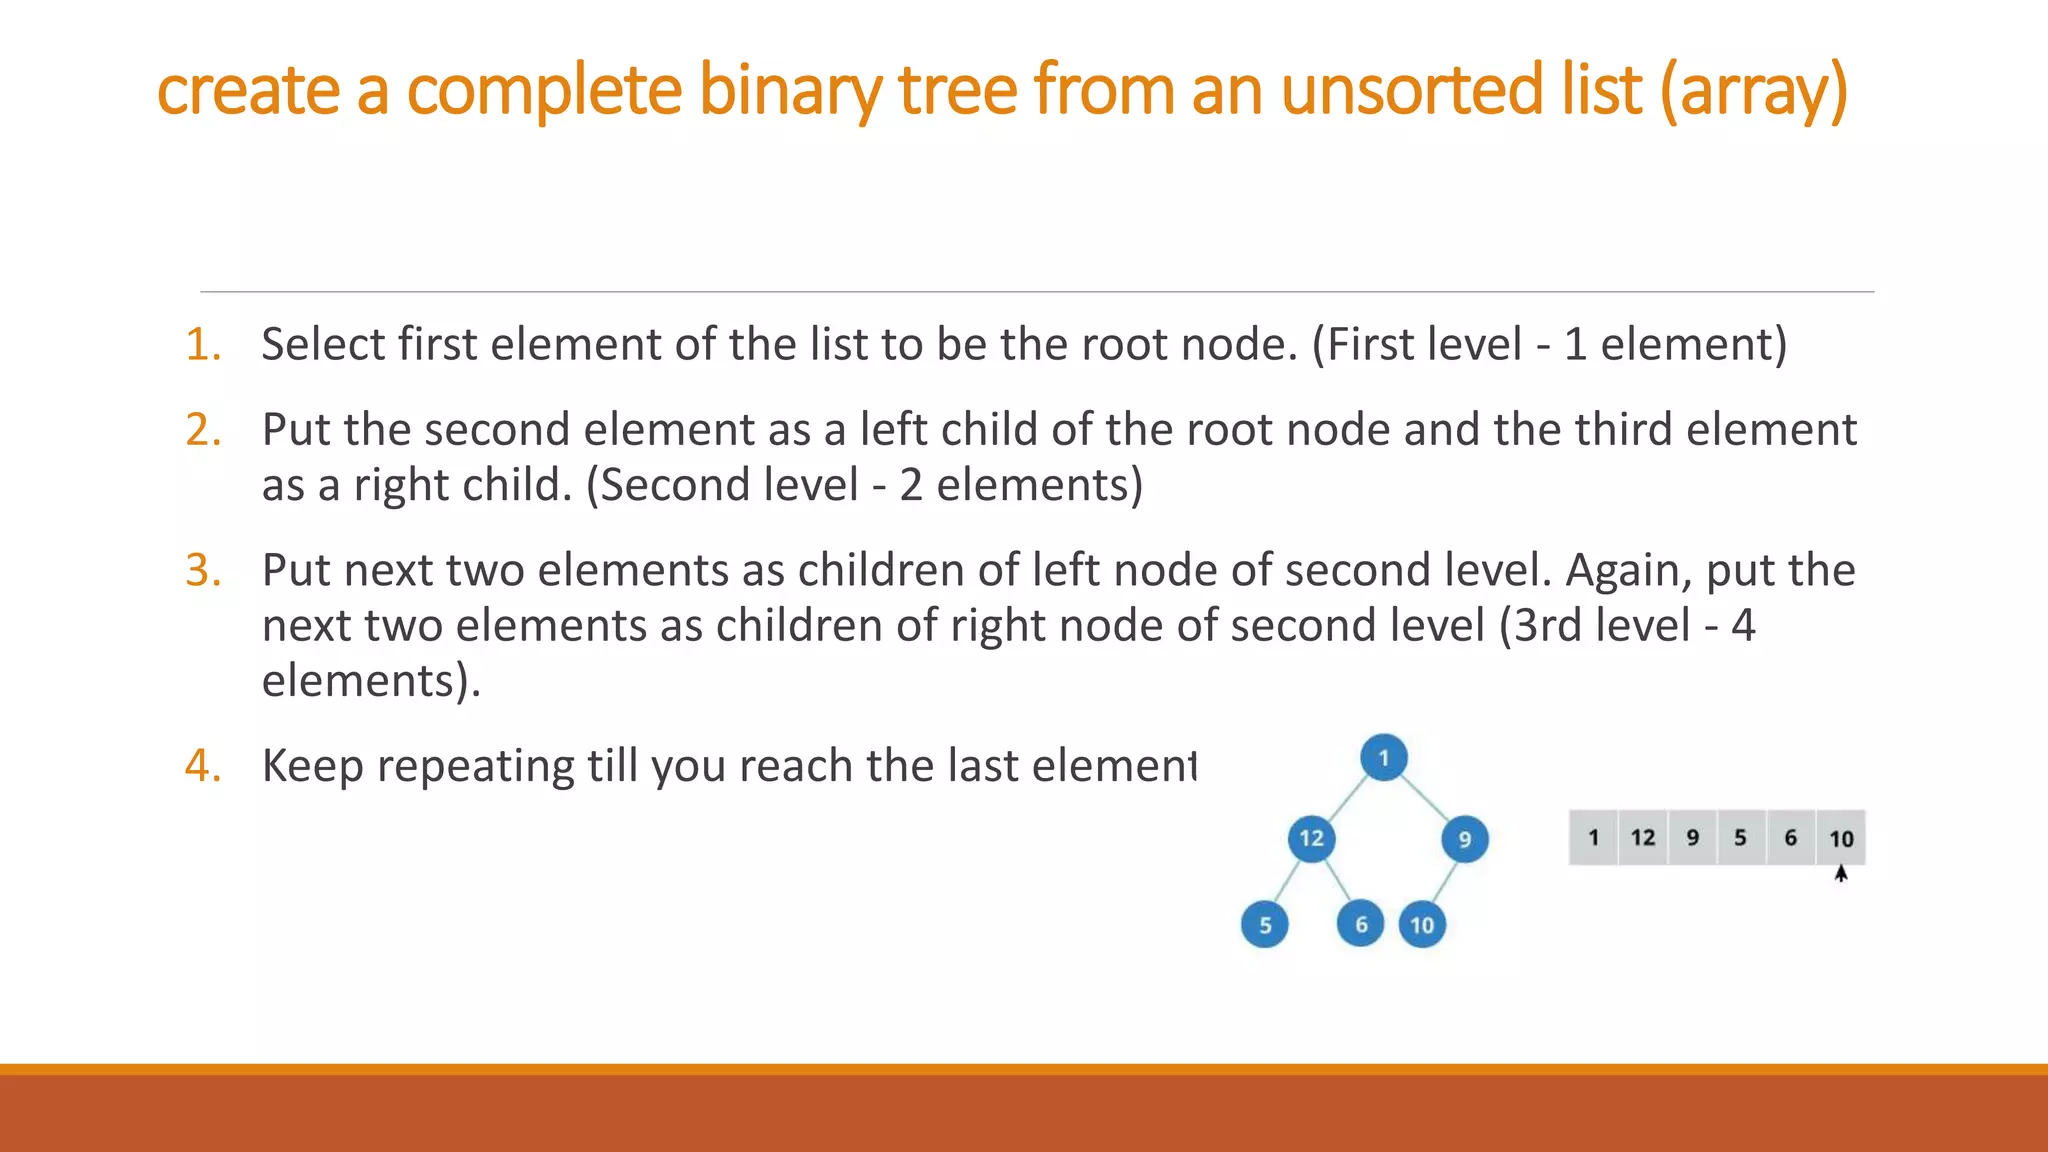 create a complete binary tree from an unsorted list (array)
1. Select first element of the list to be the root node. (First level - 1 element)
2. Put the second element as a left child of the root node and the third element
as a right child. (Second level - 2 elements)
3. Put next two elements as children of left node of second level. Again, put the
next two elements as children of right node of second level (3rd level - 4
elements).
4. Keep repeating till you reach the last element
1
12 9
5 6 10
1 12 9 5 6 10